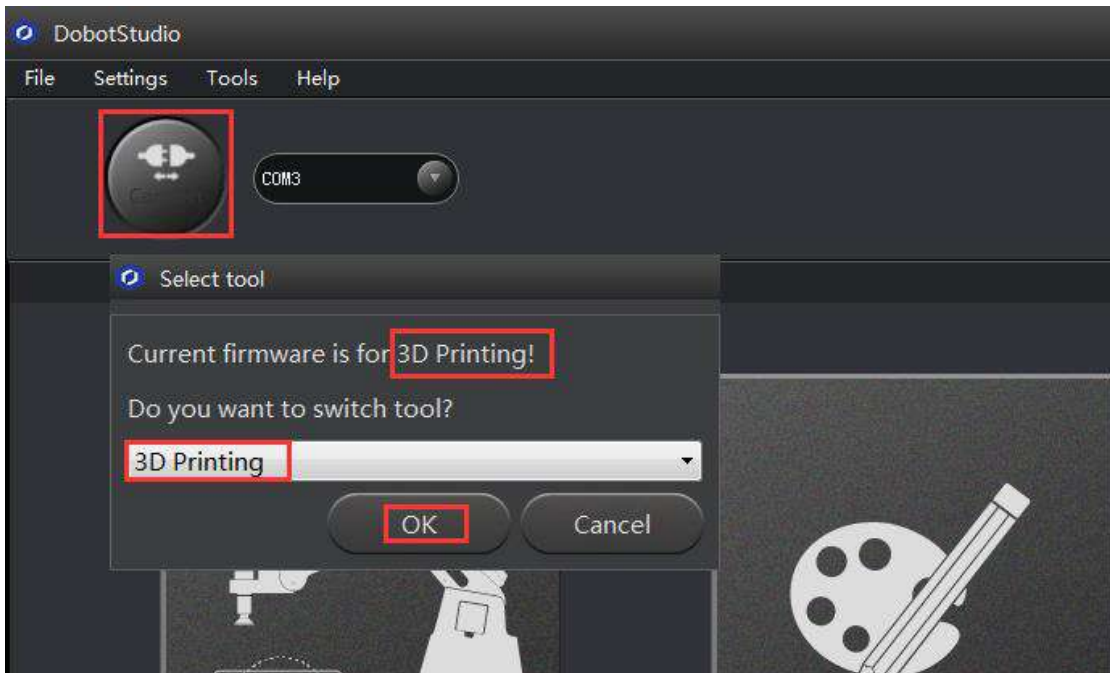 DobotStudio
File Settings Tools Help
COM3
Select tool
Current firmware is for 3D Printing!
Do you want to switch tool?
3D Printing
OK Cancel